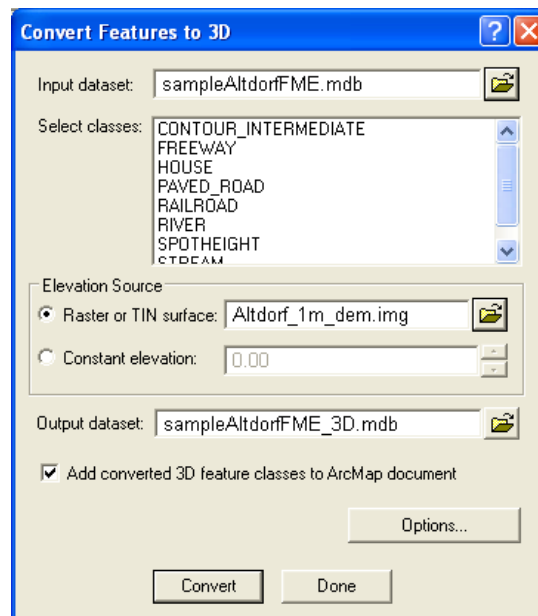 Convert Features to 3D
Input dataset: sampleAltdorfFME.mdb
Select classes: CONTOUR_INTERMEDIATE
FREEWAY
HOUSE
PAVED_ROAD
RAILROAD
RIVER
SPOTHEIGHT
STREAM
Elevation Source
Raster or TIN surface: Altdorf_1m_dem.img
Constant elevation: 0.00
Output dataset: sampleAltdorfFME_3D.mdb
Add converted 3D feature classes to ArcMap document
Options...
Convert Done